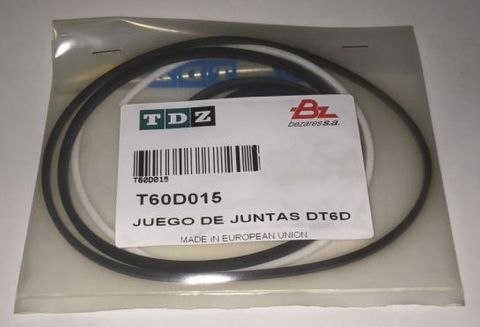 TDZ
BZ
bezares s.a.
T60D015
T60D015
JUEGO DE JUNTAS DT6D
MADE IN EUROPEAN UNION